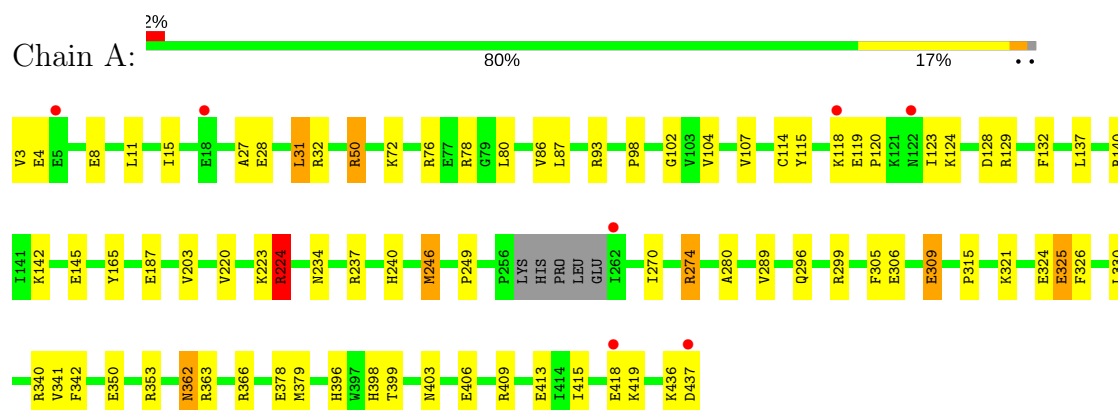 2%
Chain A:
80% 17% • •
V3 E4 E5 E8 L11 I15 E18 A27 E28 L31 R32 R50 K72 R76 E77 R78 G79 L80 V86 L87 R93 P98 G102 V103 V104 V107 C114 Y115 K118 E119 P120 K121 N122 I123 K124 D128 R129 F132 L137 R140
I141 K142 E145 Y165 E187 V203 V220 K223 R224 N234 R237 H240 M246 P249 P256 LYS HIS PRO LEU GLU I262 I270 R274 A280 V289 Q296 R299 F305 E306 E309 P315 K321 E324 E325 F326
R340 V341 F342 E350 R353 N362 R363 R366 E378 M379 H396 W397 H398 T399 N403 E406 R409 E413 I414 I415 E418 K419 K436 D437